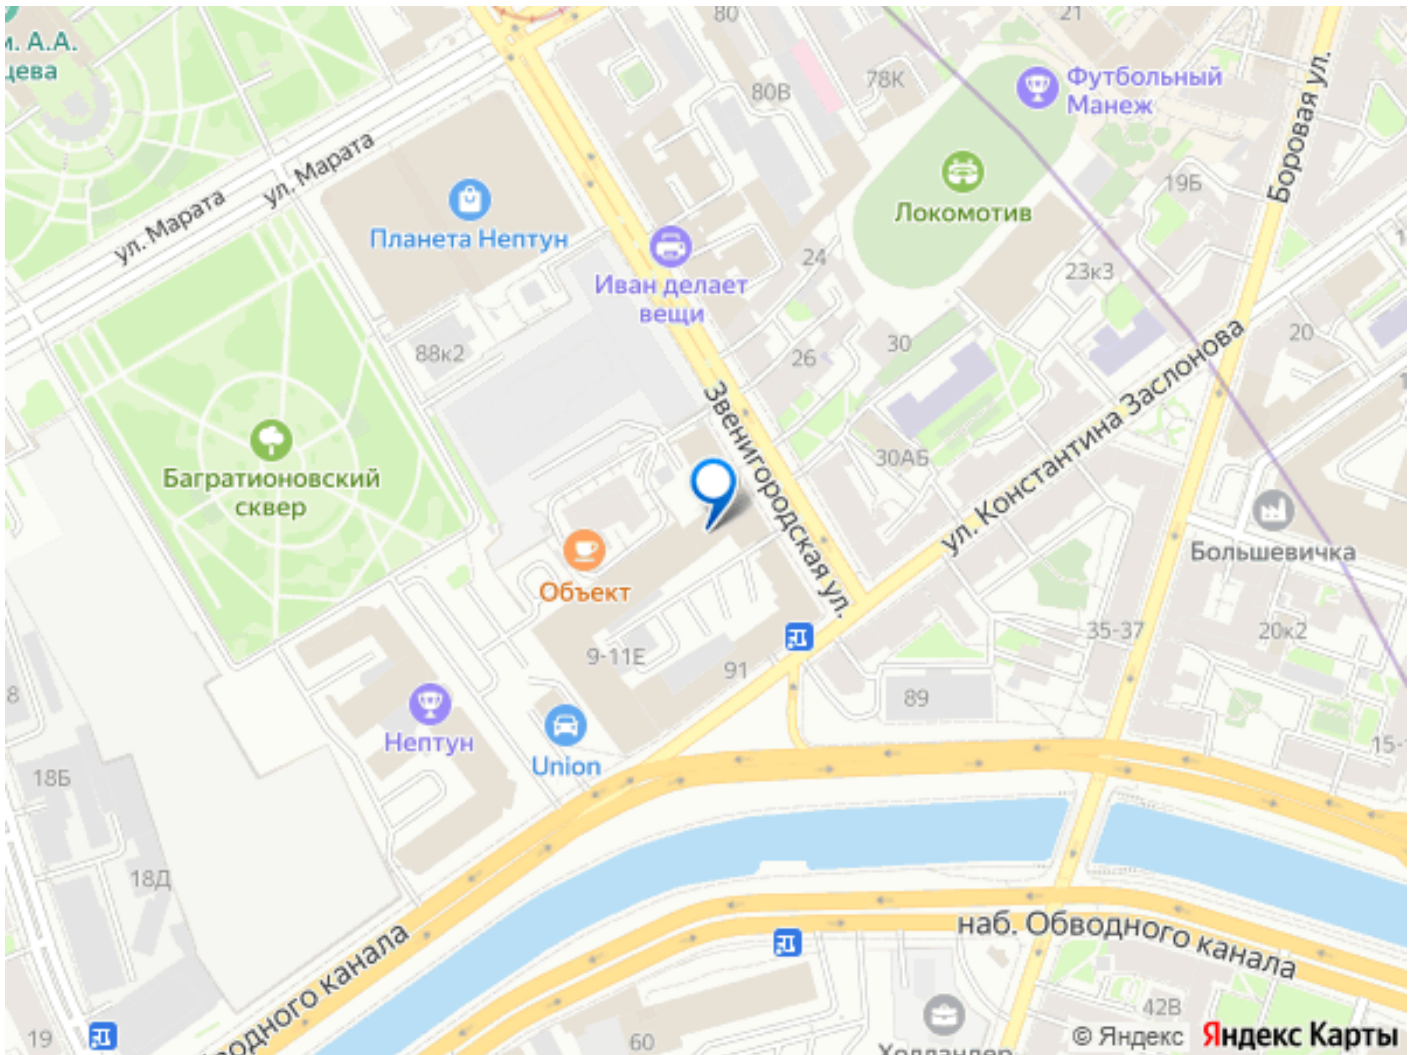 80
21
м. А.А.
цева
80В
78К
Футбольный
Манеж
Боровая ул.
ул. Марата
ул. Марата
19Б
Локомотив
Планета Нептун
24
Иван делает
вещи
23к3
88к2
26
30
20
Звенигородская ул.
30АБ
ул. Константина Заслонова
Багратионовский
сквер
Большевичка
Объект
9-11Е
91
35-37
20к2
89
8
Нептун
Union
15-1
18Б
18Д
наб. Обводного канала
водного канала
42В
19
60
Холландер
© Яндекс Яндекс Карты